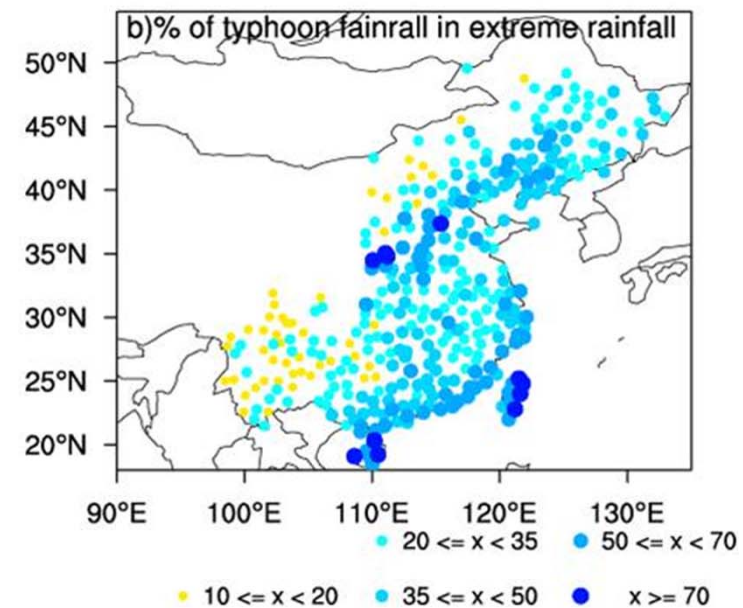 b)% of typhoon fainrall in extreme rainfall
50°N
45°N
40°N
35°N
30°N
25°N
20°N
90°E 100°E 110°E 120°E 130°E
20 <= x < 35 50 <= x < 70
10 <= x < 20 35 <= x < 50 x >= 70